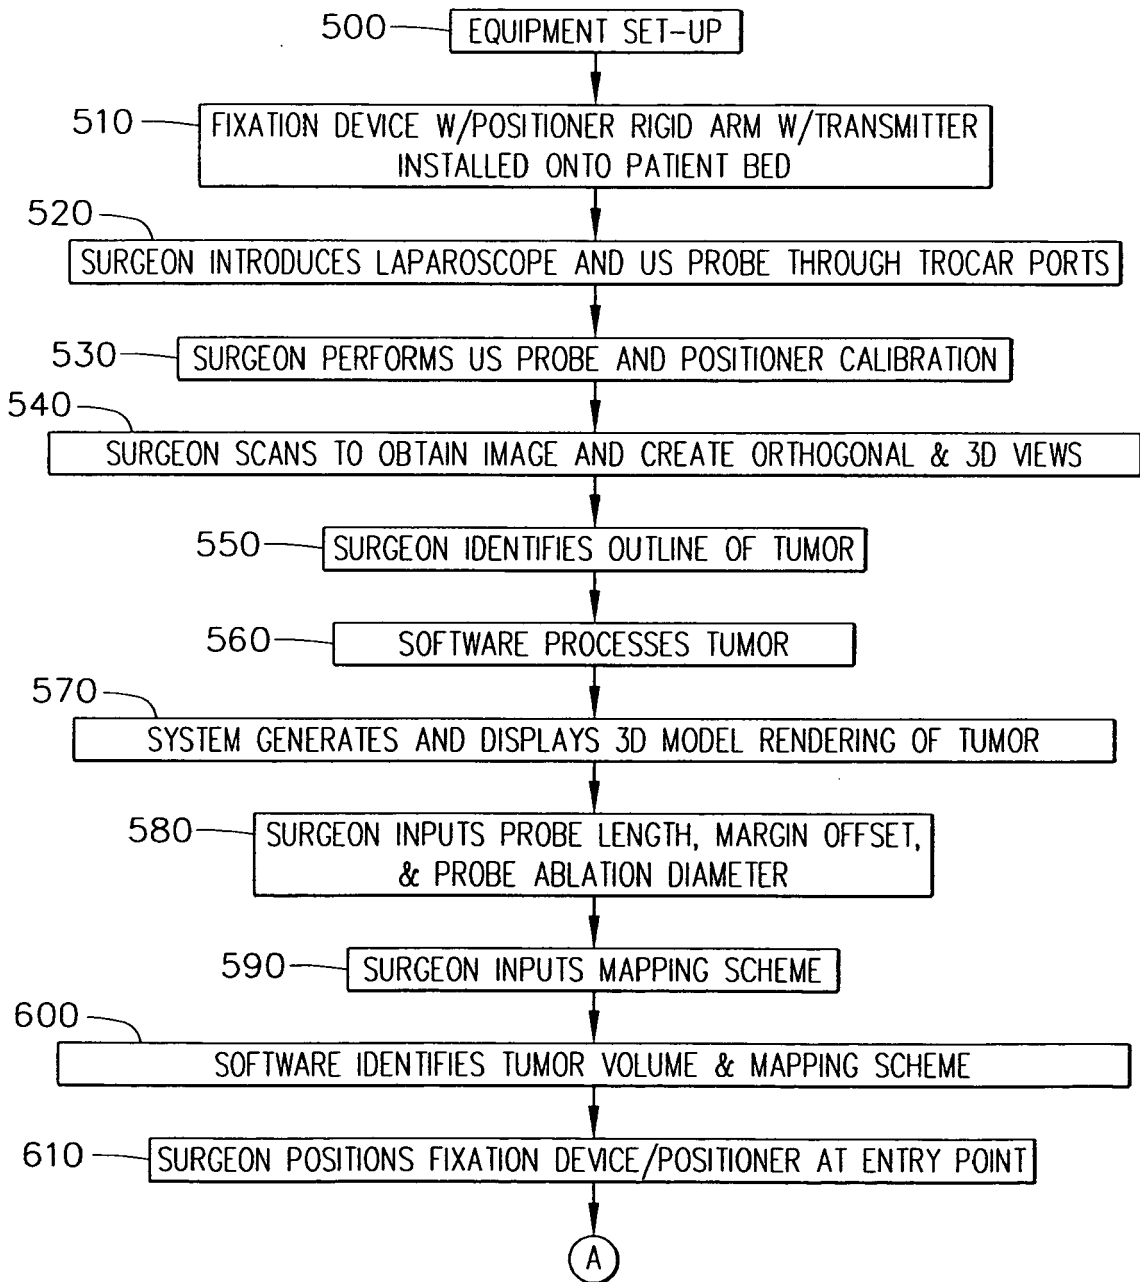 500 EQUIPMENT SET-UP
510 FIXATION DEVICE W/POSITIONER RIGID ARM W/TRANSMITTER
INSTALLED ONTO PATIENT BED
520
SURGEON INTRODUCES LAPAROSCOPE AND US PROBE THROUGH TROCAR PORTS
530 SURGEON PERFORMS US PROBE AND POSITIONER CALIBRATION
540
SURGEON SCANS TO OBTAIN IMAGE AND CREATE ORTHOGONAL & 3D VIEWS
550 SURGEON IDENTIFIES OUTLINE OF TUMOR
560 SOFTWARE PROCESSES TUMOR
570
SYSTEM GENERATES AND DISPLAYS 3D MODEL RENDERING OF TUMOR
580 SURGEON INPUTS PROBE LENGTH, MARGIN OFFSET,
& PROBE ABLATION DIAMETER
590 SURGEON INPUTS MAPPING SCHEME
600
SOFTWARE IDENTIFIES TUMOR VOLUME & MAPPING SCHEME
610 SURGEON POSITIONS FIXATION DEVICE/POSITIONER AT ENTRY POINT
A